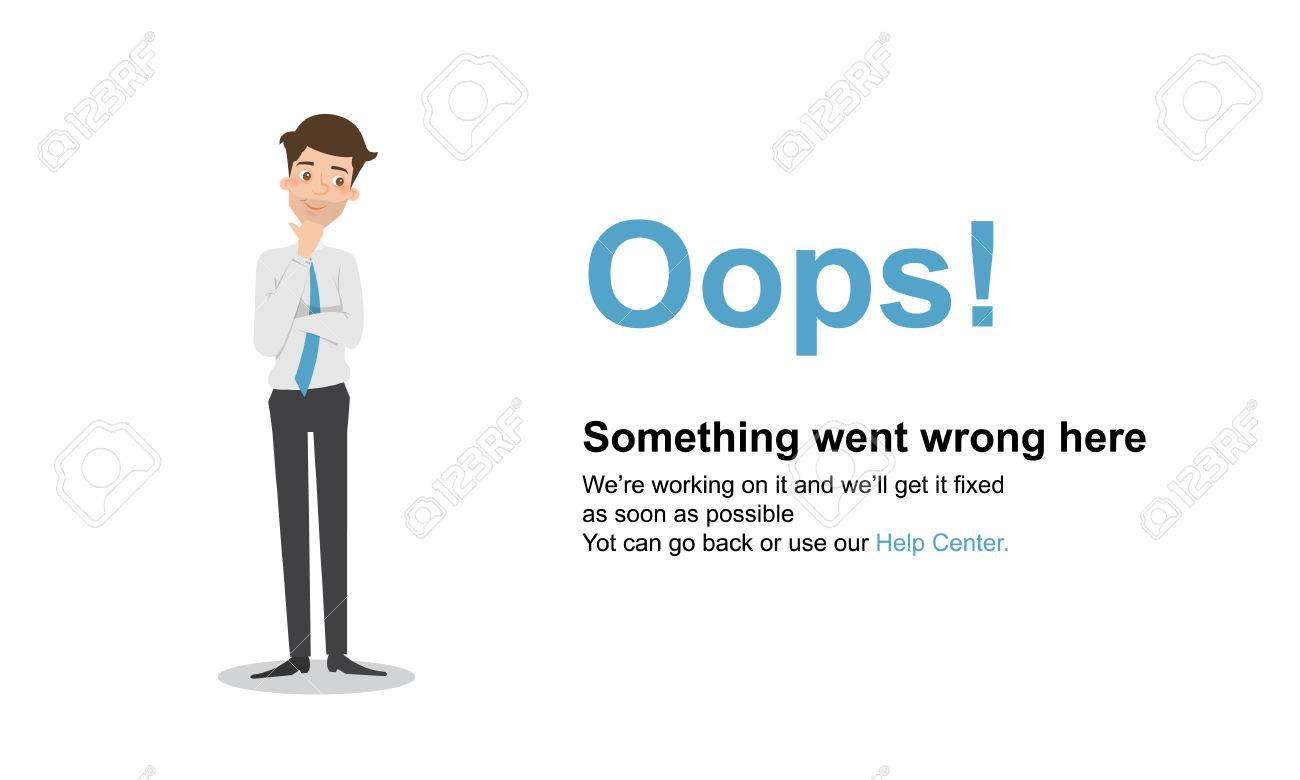 Oops!
Something went wrong here
We’re working on it and we’ll get it fixed
as soon as possible
Yot can go back or use our Help Center.
123RF
123RF
123RF
123RF